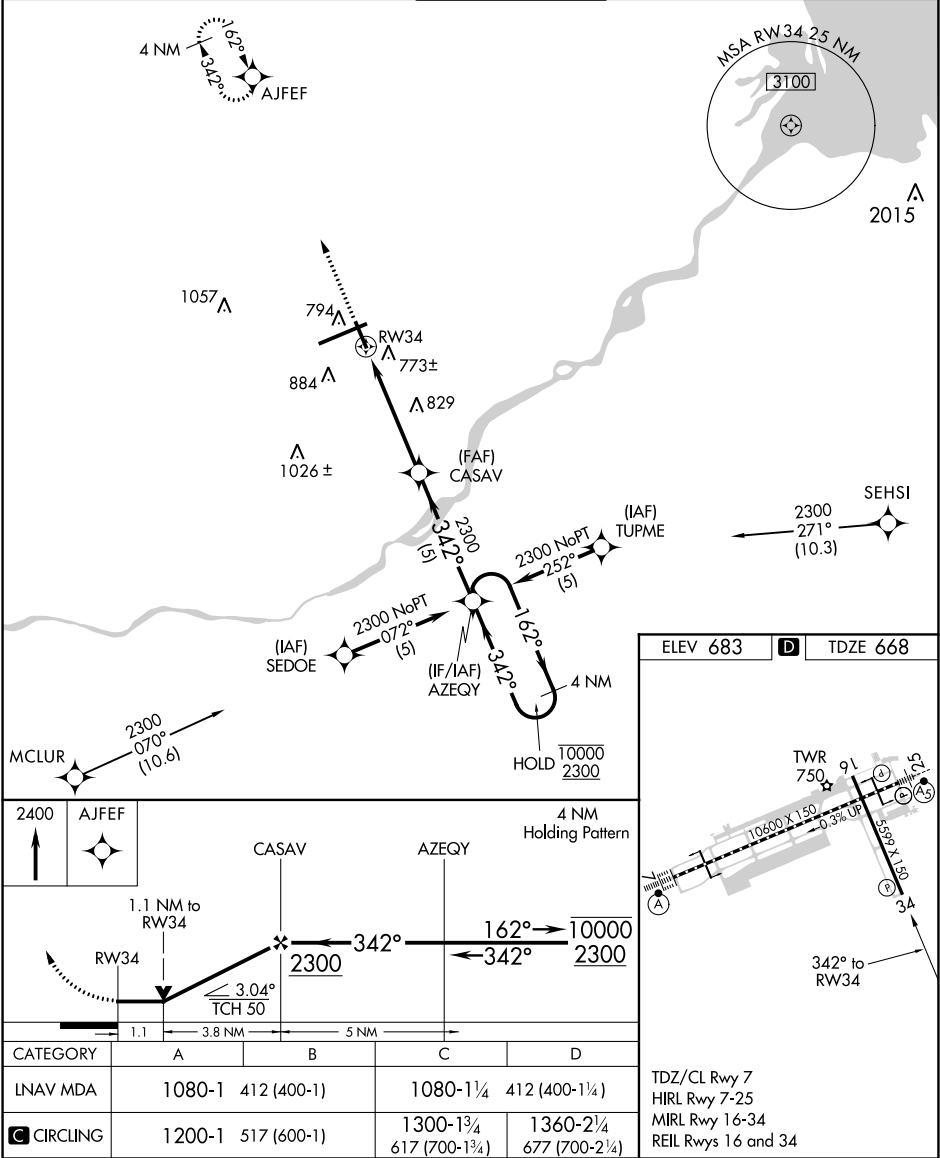 4 NM
162°
342°
AJFEF
MSA RW34 25 NM
3100
2015
1057
794
RW34
773±
884
829
1026 ±
(FAF)
CASAV
SEHSI
2300
271°
(10.3)
(IAF)
TUPME
2300
342°
(5)
2300 NoPT
252°
(5)
2300 NoPT
072°
(5)
(IAF)
SEDOE
(IF/IAF)
AZEQY
162°
342°
4 NM
HOLD 10000
2300
MCLUR
2300
070°
(10.6)
ELEV 683 D TDZE 668
TWR
750
16
25
P
P
A5
10600 X 150
0.3% UP
5599 X 150
7
A
P
34
342° to
RW34
TDZ/CL Rwy 7
HIRL Rwy 7-25
MIRL Rwy 16-34
REIL Rwys 16 and 34
2400 AJFEF
4 NM
Holding Pattern
CASAV AZEQY
1.1 NM to
RW34
RW34
342°
162° 10000
342° 2300
2300
3.04°
TCH 50
1.1 3.8 NM 5 NM
CATEGORY A B C D
LNAV MDA 1080-1 412 (400-1) 1080-1¼ 412 (400-1¼)
C CIRCLING 1200-1 517 (600-1) 1300-1¾ 1360-2¼
617 (700-1¾) 677 (700-2¼)